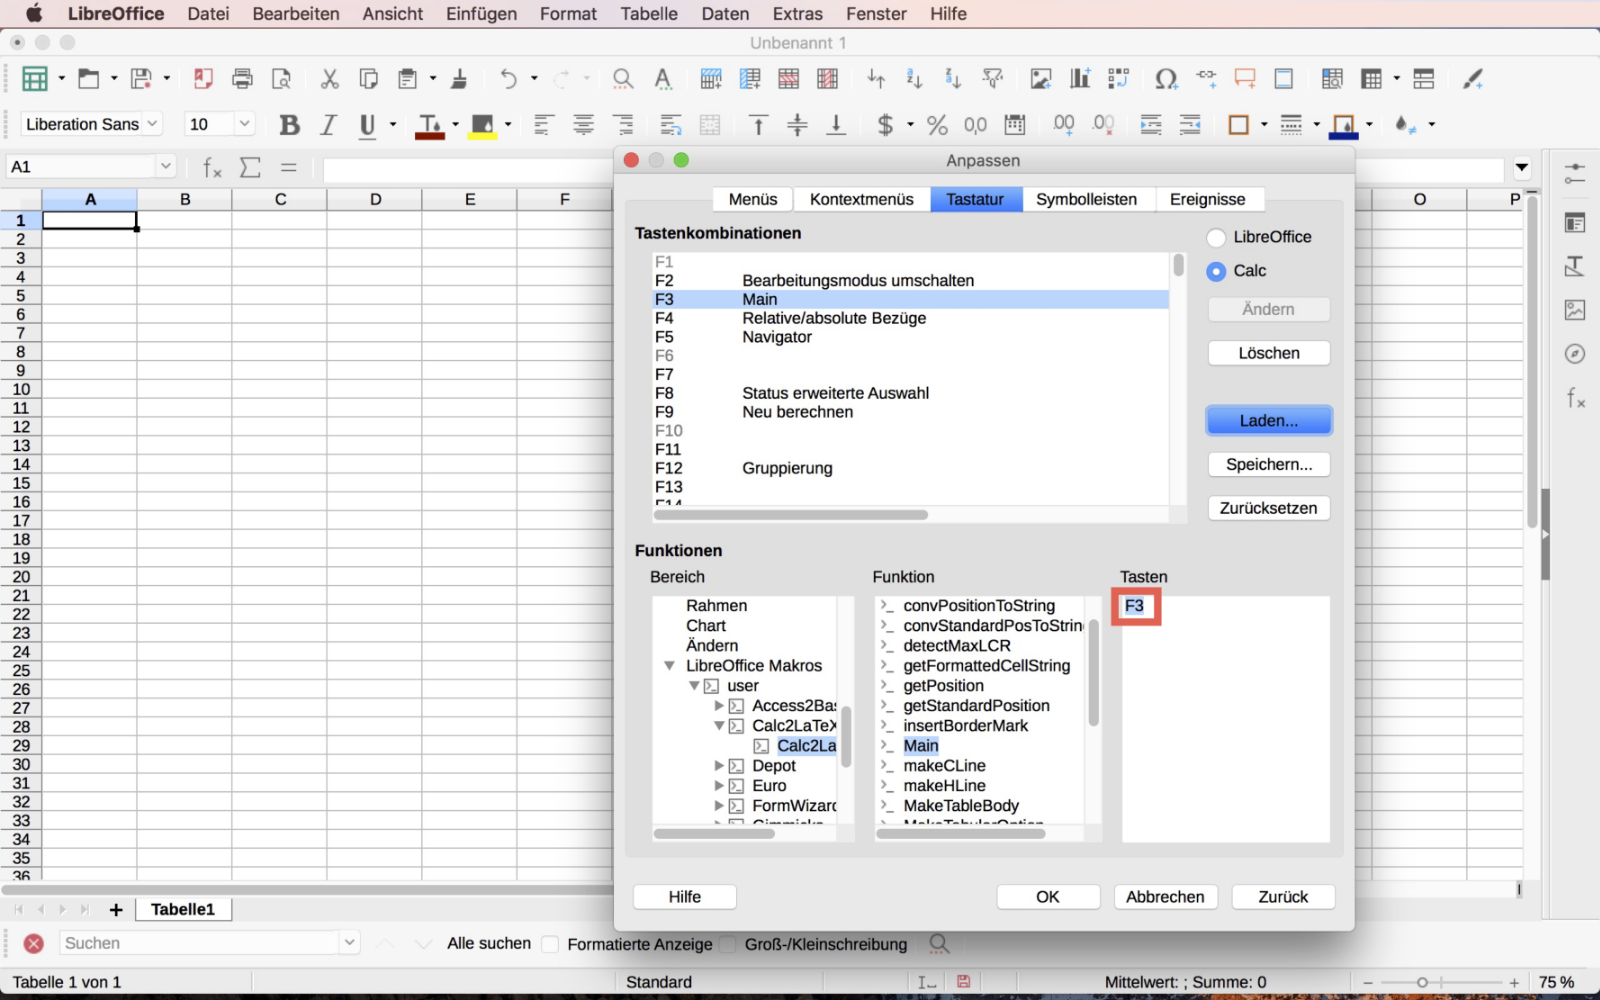 LibreOffice Datei Bearbeiten Ansicht Einfügen Format Tabelle Daten Extras Fenster Hilfe
Unbenannt 1
Liberation Sans 10
A1
Anpassen
Menüs Kontextmenüs Tastatur Symbolleisten Ereignisse
A B C D E F O P
Tastenkombinationen
LibreOffice
Calc
Ändern
Löschen
Laden...
Speichern...
Zurücksetzen
F1
F2 Bearbeitungsmodus umschalten
F3 Main
F4 Relative/absolute Bezüge
F5 Navigator
F6
F7
F8 Status erweiterte Auswahl
F9 Neu berechnen
F10
F11
F12 Gruppierung
F13
F14
Funktionen
Bereich Funktion Tasten
Rahmen
Chart
Ändern
LibreOffice Makros
user
Access2Bas
Calc2LaTeX
Calc2La
Depot
Euro
FormWizard
Gimmicks
convPositionToString
convStandardPosToString
detectMaxLCR
getFormattedCellString
getPosition
getStandardPosition
insertBorderMark
Main
makeCLine
makeHLine
MakeTableBody
MakeTabularOption
F3
Hilfe OK Abbrechen Zurück
1
2
3
4
5
6
7
8
9
10
11
12
13
14
15
16
17
18
19
20
21
22
23
24
25
26
27
28
29
30
31
32
33
34
35
36
Tabelle1
Suchen Alle suchen Formatierte Anzeige Groß-/Kleinschreibung
Tabelle 1 von 1 Standard Mittelwert: ; Summe: 0 75 %